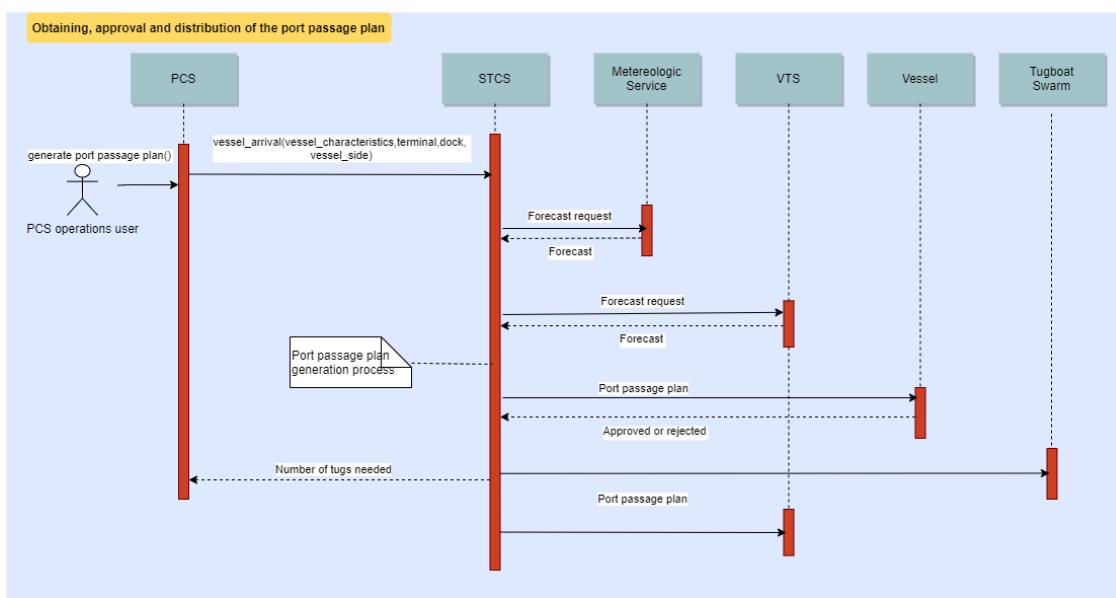 Obtaining, approval and distribution of the port passage plan
PCS
STCS
Metereologic
Service
VTS
Vessel
Tugboat
Swarm
generate port passage plan()
PCS operations user
vessel_arrival(vessel_characteristics,terminal,dock,
vessel_side)
Forecast request
Forecast
Forecast request
Forecast
Port passage plan
generation process
Port passage plan
Approved or rejected
Number of tugs needed
Port passage plan